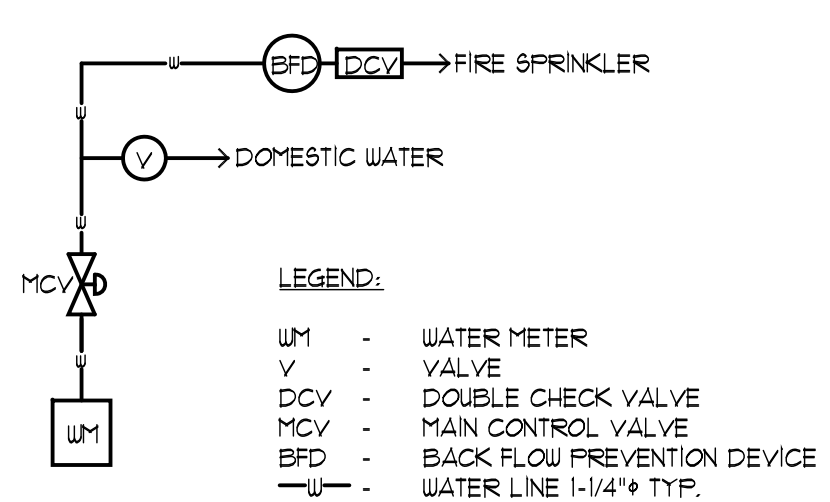 W BFD DCV FIRE SPRINKLER
W
V DOMESTIC WATER
W
MCV
LEGEND:
WM - WATER METER
W
V - VALVE
DCV - DOUBLE CHECK VALVE
WM
MCV - MAIN CONTROL VALVE
BFD - BACK FLOW PREVENTION DEVICE
W - WATER LINE 1-1/4"φ TYP.